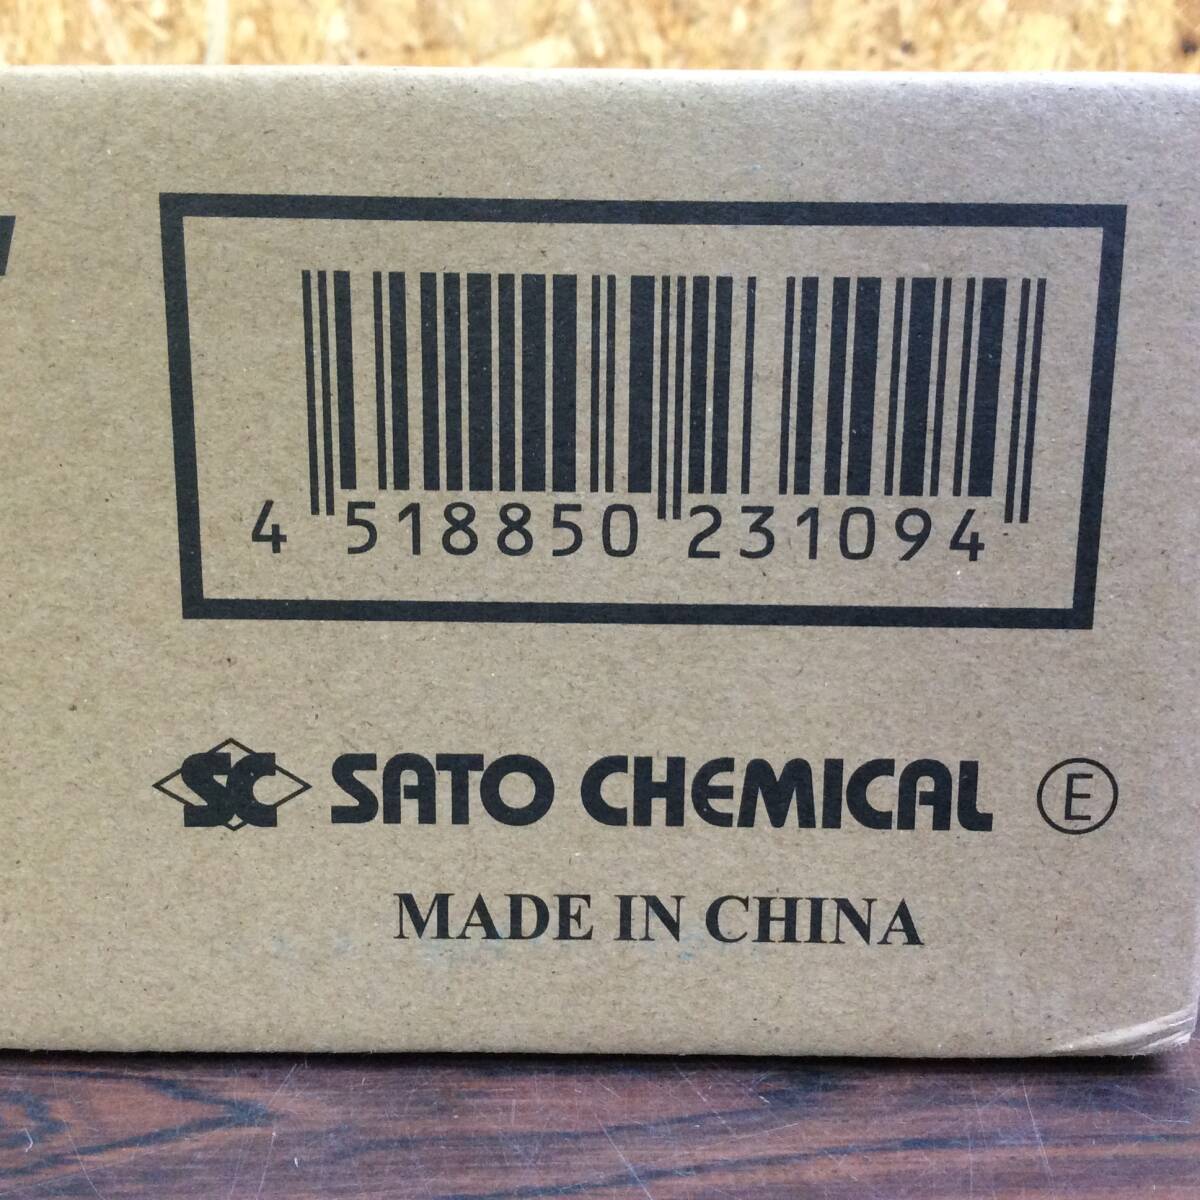 4 518850 231094
SC SATO CHEMICAL Ⓔ
MADE IN CHINA